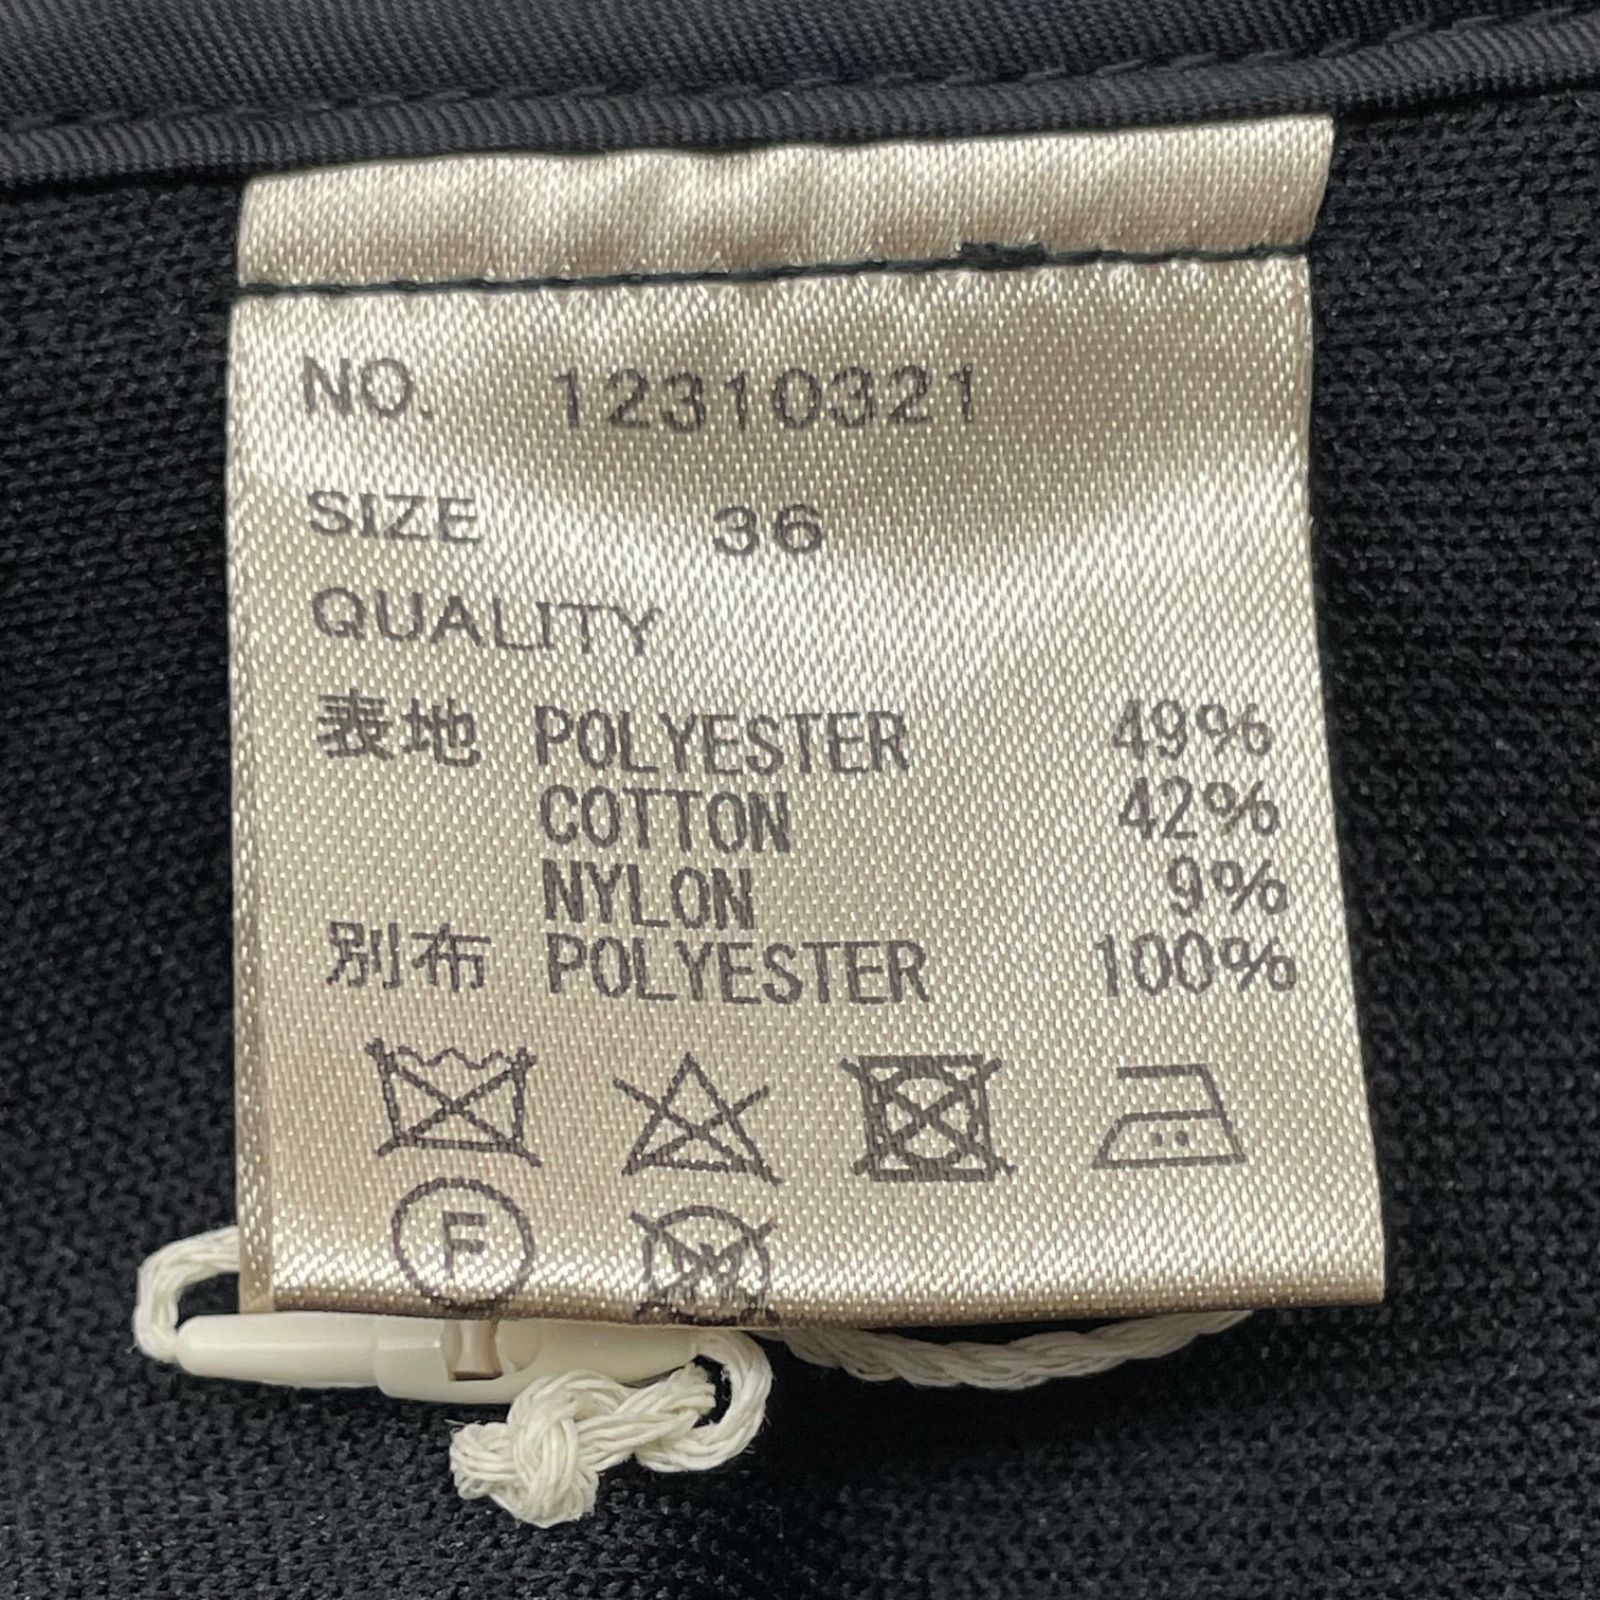 NO. 12310321
SIZE 36
QUALITY
表地 POLYESTER 49%
COTTON 42%
NYLON 9%
別布 POLYESTER 100%
F